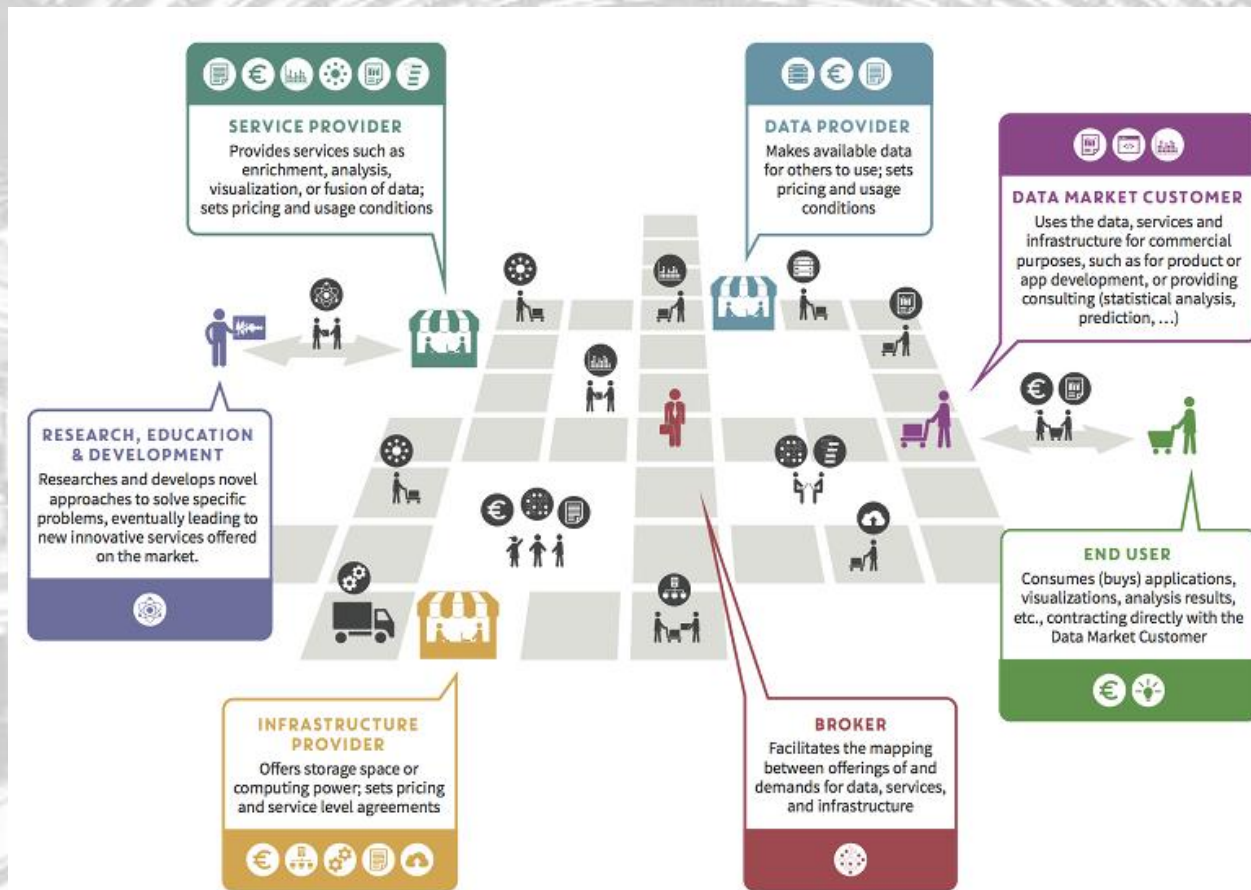 SERVICE PROVIDER
Provides services such as
enrichment, analysis,
visualization, or fusion of data;
sets pricing and usage conditions
DATA PROVIDER
Makes available data
for others to use; sets
pricing and usage
conditions
DATA MARKET CUSTOMER
Uses the data, services and
infrastructure for commercial
purposes, such as for product or
app development, or providing
consulting (statistical analysis,
prediction, ...)
RESEARCH, EDUCATION
& DEVELOPMENT
Researches and develops novel
approaches to solve specific
problems, eventually leading to
new innovative services offered
on the market.
END USER
Consumes (buys) applications,
visualizations, analysis results,
etc., contracting directly with the
Data Market Customer
INFRASTRUCTURE
PROVIDER
Offers storage space or
computing power; sets pricing
and service level agreements
BROKER
Facilitates the mapping
between offerings of and
demands for data, services,
and infrastructure